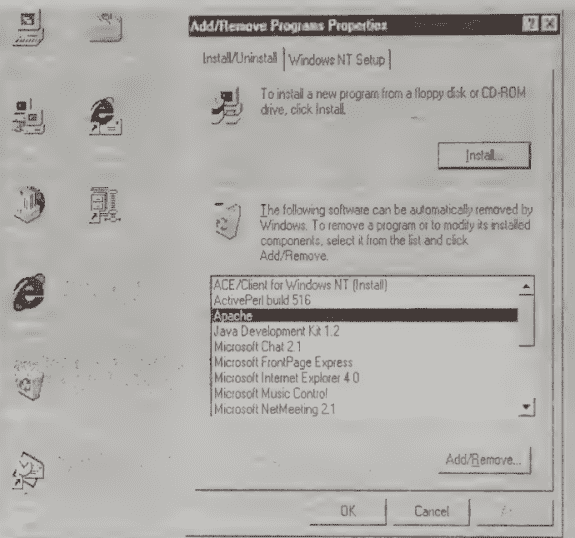 Add/Remove Programs Properties
Install/Uninstall
Windows NT Setup
To install a new program from a floppy disk or CD-ROM
drive, click Install.
Install...
The following software can be automatically removed by
Windows. To remove a program or to modify its installed
components, select it from the list and click
Add/Remove.
ACE/Client for Windows NT (Install)
ActivePerl build 516
Apache
Java Development Kit 1.2
Microsoft Chat 2.1
Microsoft FrontPage Express
Microsoft Internet Explorer 4.0
Microsoft Music Control
Microsoft NetMeeting 2.1
Add/Remove...
OK
Cancel